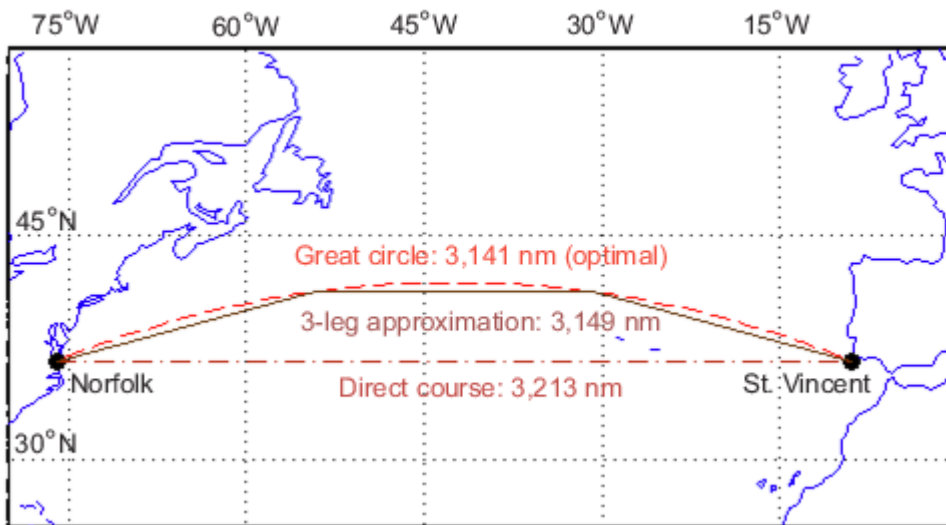 75°W 60°W 45°W 30°W 15°W
45°N
Great circle: 3,141 nm (optimal)
3-leg approximation: 3,149 nm
Norfolk
St. Vincent
Direct course: 3,213 nm
30°N